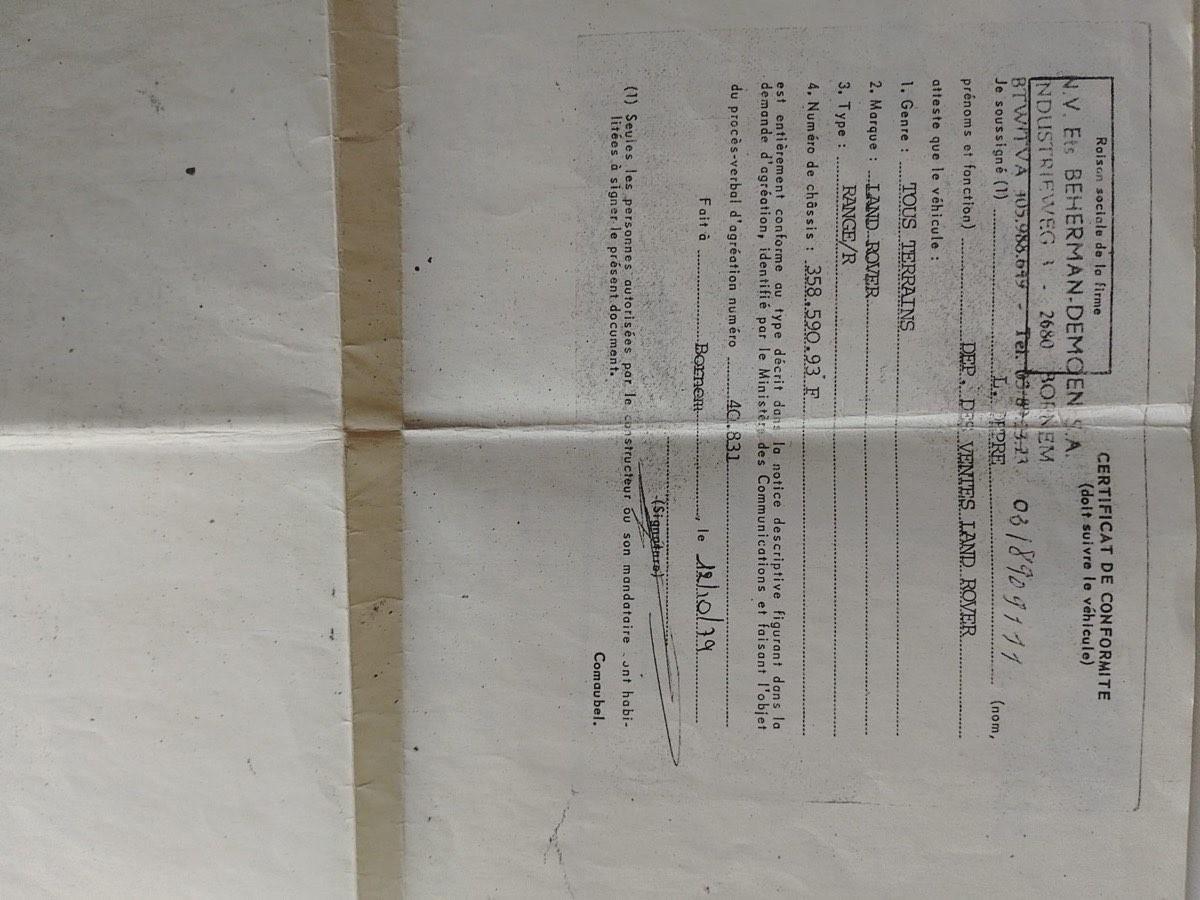 CERTIFICAT DE CONFORMITE
(doit suivre le véhicule)
Raison sociale de la firme
N.V. Ets BEHERMAN-DEMOEN S.A.
INDUSTRIEWEG 3 - 2680 BORNEM
BTW/TVA 403.988.699 - Tel. 03/8 03/8909111
Je soussigné (1) L. DEPRE (nom,
prénoms et fonction) DEP. DES VENTES LAND ROVER
atteste que le véhicule :
1. Genre : TOUS TERRAINS
2. Marque : LAND ROVER
3. Type : RANGE/R
4. Numéro de châssis : 358.590.93 F
est entièrement conforme au type décrit dans la notice descriptive figurant dans la
demande d'agréation, identifié par le Ministère des Communications et faisant l'objet
du procès-verbal d'agréation numéro 40.831
Fait à Bornem, le 12/10/79
(Signature)
(1) Seules les personnes autorisées par le constructeur ou son mandataire sont habi-
litées à signer le présent document.
Comaubel.